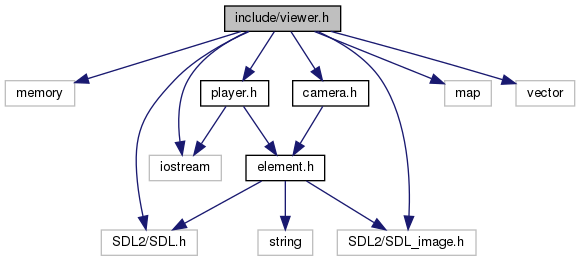 include/viewer.h
memory
player.h
camera.h
map
vector
iostream
element.h
SDL2/SDL.h
string
SDL2/SDL_image.h